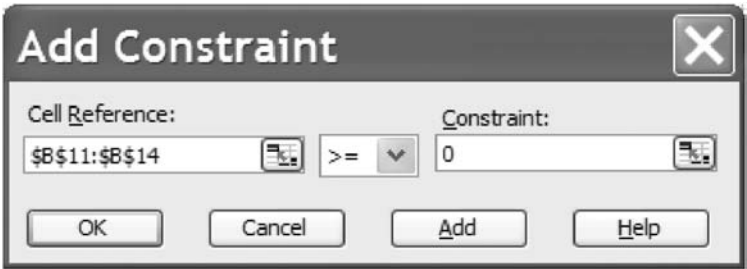 Add Constraint
Cell Reference: Constraint:
$B$11:$B$14 >= 0
OK Cancel Add Help